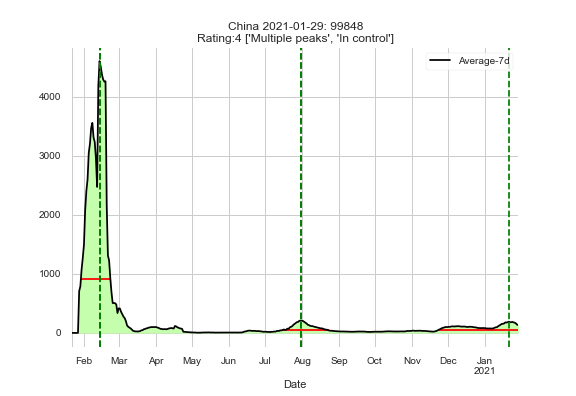 China 2021-01-29: 99848
Rating:4 ['Multiple peaks', 'In control']
Average-7d
4000
3000
2000
1000
0
Feb Mar Apr May Jun Jul Aug Sep Oct Nov Dec Jan
2021
Date